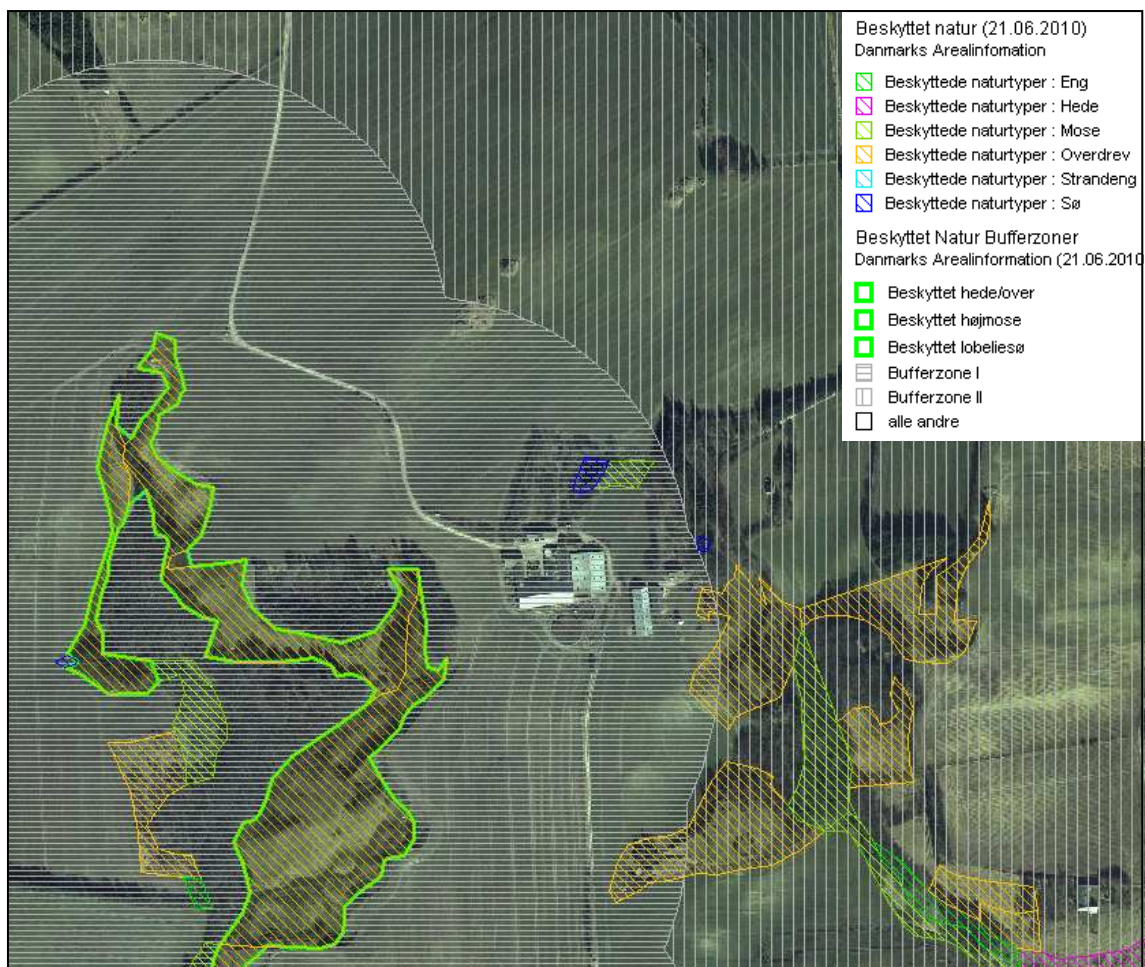 Beskyttet natur (21.06.2010)
Danmarks Arealinfomation
Beskyttede naturtyper : Eng
Beskyttede naturtyper : Hede
Beskyttede naturtyper : Mose
Beskyttede naturtyper : Overdrev
Beskyttede naturtyper : Strandeng
Beskyttede naturtyper : Sø
Beskyttet Natur Bufferzoner
Danmarks Arealinformation (21.06.2010
Beskyttet hede/over
Beskyttet højmose
Beskyttet lobeliesø
Bufferzone I
Bufferzone II
alle andre